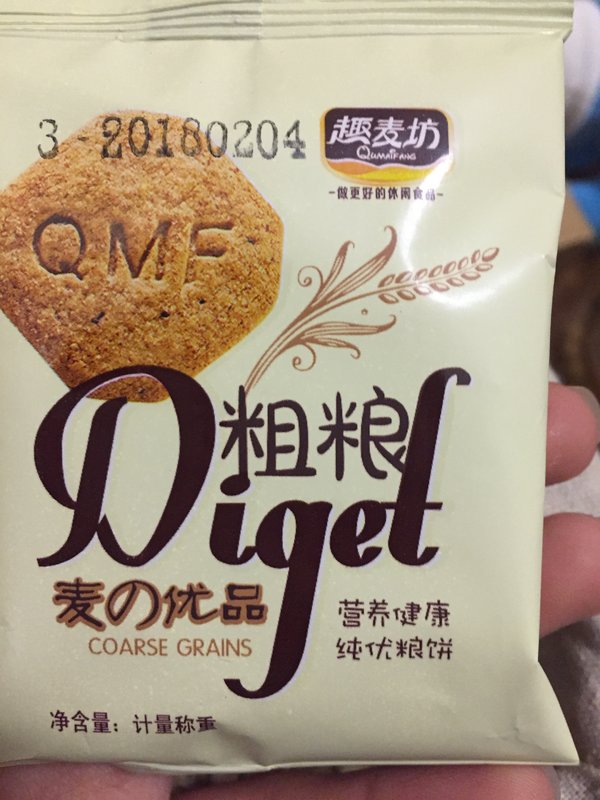 3 - 20180204
趣麦坊
QUMAIFANG
-做更好的休闲食品-
QMF
粗粮
Diget
麦の优品
COARSE GRAINS
营养健康
纯优粮饼
净含量：计量称重